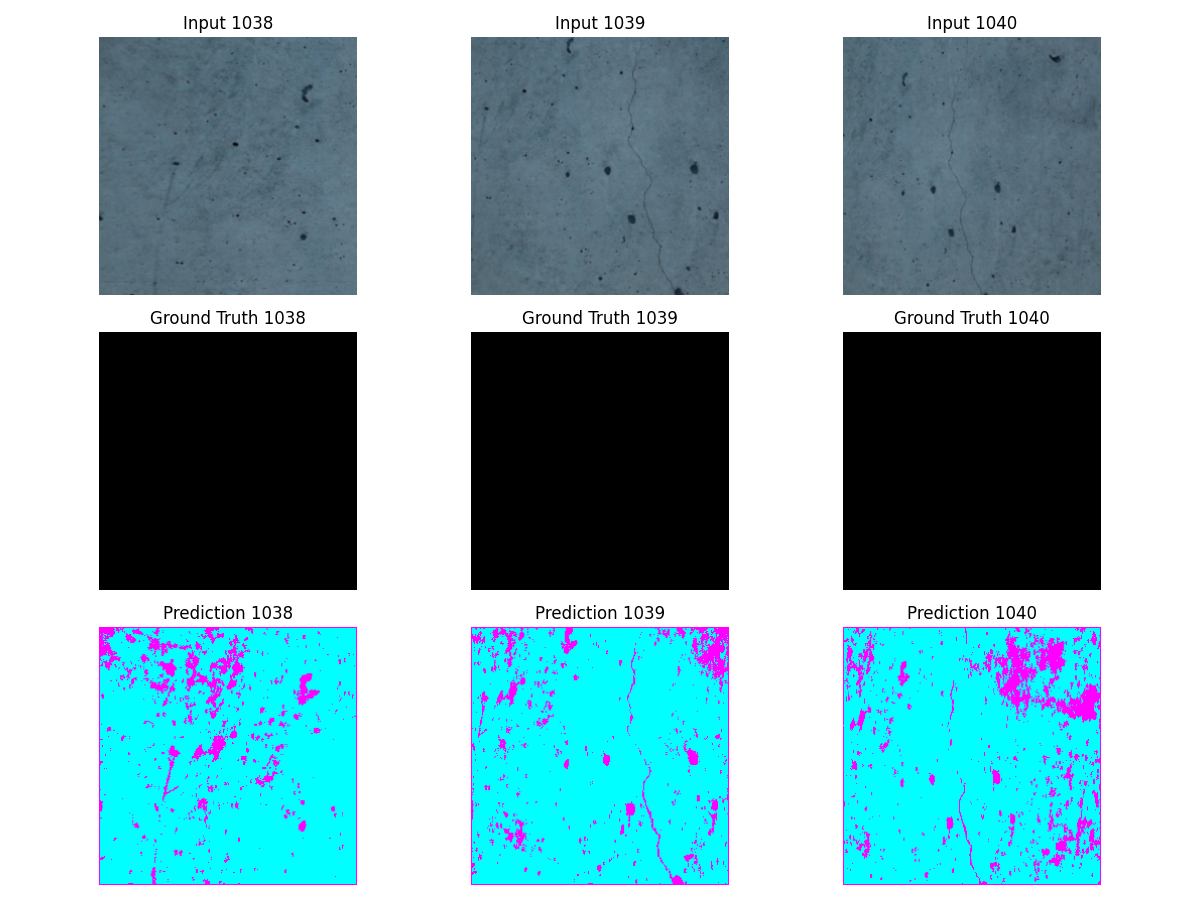 Input 1038
Input 1039
Input 1040
Ground Truth 1038
Ground Truth 1039
Ground Truth 1040
Prediction 1038
Prediction 1039
Prediction 1040